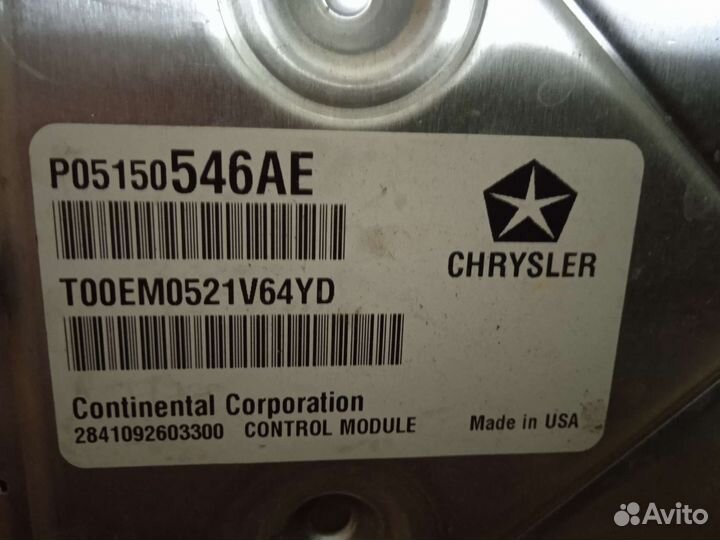 P05150546AE
CHRYSLER
T00EM0521V64YD
Continental Corporation
2841092603300 CONTROL MODULE Made in USA
Avito